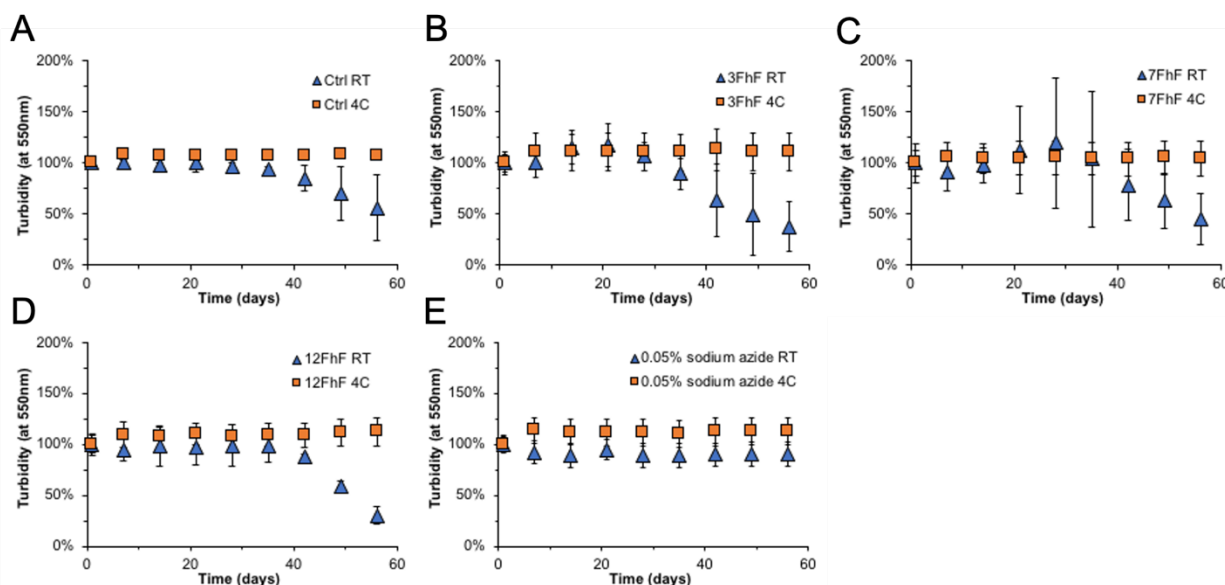 A
200%
150%
100%
50%
0%
Turbidity (at 550nm)
Ctrl RT
Ctrl 4C
0
20
40
60
Time (days)
B
200%
150%
100%
50%
0%
Turbidity (at 550nm)
3FhF RT
3FhF 4C
0
20
40
60
Time (days)
C
200%
150%
100%
50%
0%
Turbidity (at 550nm)
7FhF RT
7FhF 4C
0
20
40
60
Time (days)
D
200%
150%
100%
50%
0%
Turbidity (at 550nm)
12FhF RT
12FhF 4C
0
20
40
60
Time (days)
E
200%
150%
100%
50%
0%
Turbidity (at 550nm)
0.05% sodium azide RT
0.05% sodium azide 4C
0
20
40
60
Time (days)